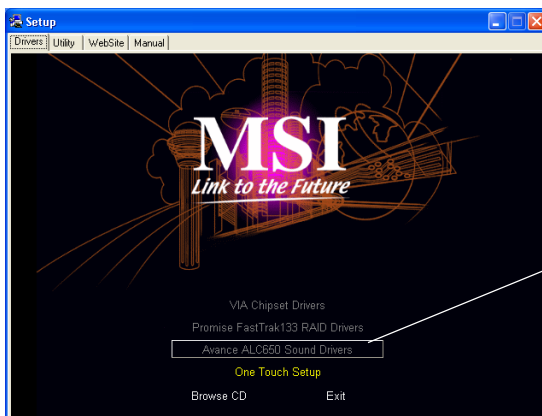 Setup
Drivers Utility WebSite Manual
MSI
Link to the Future
VIA Chipset Drivers
Promise FastTrak133 RAID Drivers
Avance ALC650 Sound Drivers
One Touch Setup
Browse CD Exit